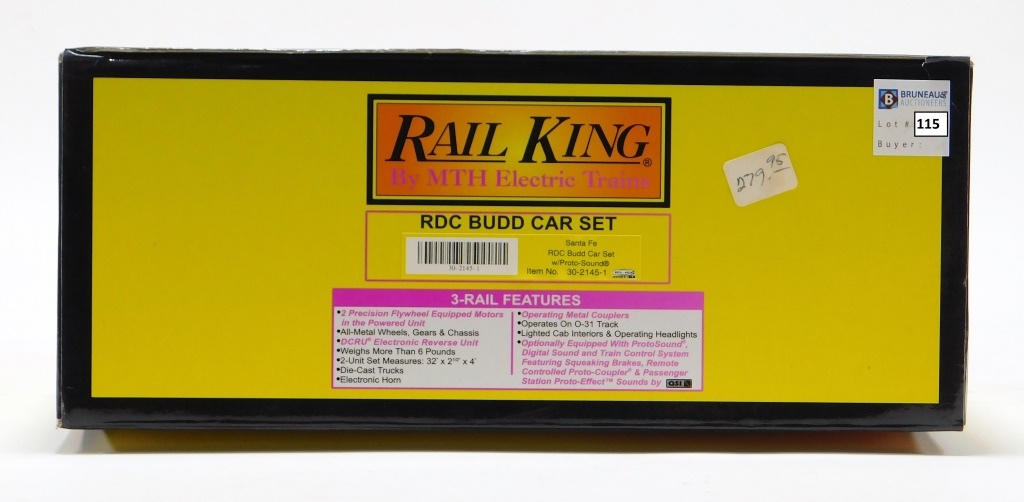 RAIL KING®
By MTH Electric Trains
RDC BUDD CAR SET
Santa Fe
RDC Budd Car Set
w/Proto-Sound®
Item No. 30-2145-1
30-2145-1
3-RAIL FEATURES
•2 Precision Flywheel Equipped Motors
in the Powered Unit
•All-Metal Wheels, Gears & Chassis
•DCRU® Electronic Reverse Unit
•Weighs More Than 6 Pounds
•2-Unit Set Measures: 32" x 2 1/2" x 4"
•Die-Cast Trucks
•Electronic Horn
•Operating Metal Couplers
•Operates On O-31 Track
•Lighted Cab Interiors & Operating Headlights
•Optionally Equipped With ProtoSound®,
Digital Sound and Train Control System
Featuring Squeaking Brakes, Remote
Controlled Proto-Coupler® & Passenger
Station Proto-Effect™ Sounds by QSI
279.95
B BRUNEAU &
AUCTIONEERS
Lot # 115
Buyer: